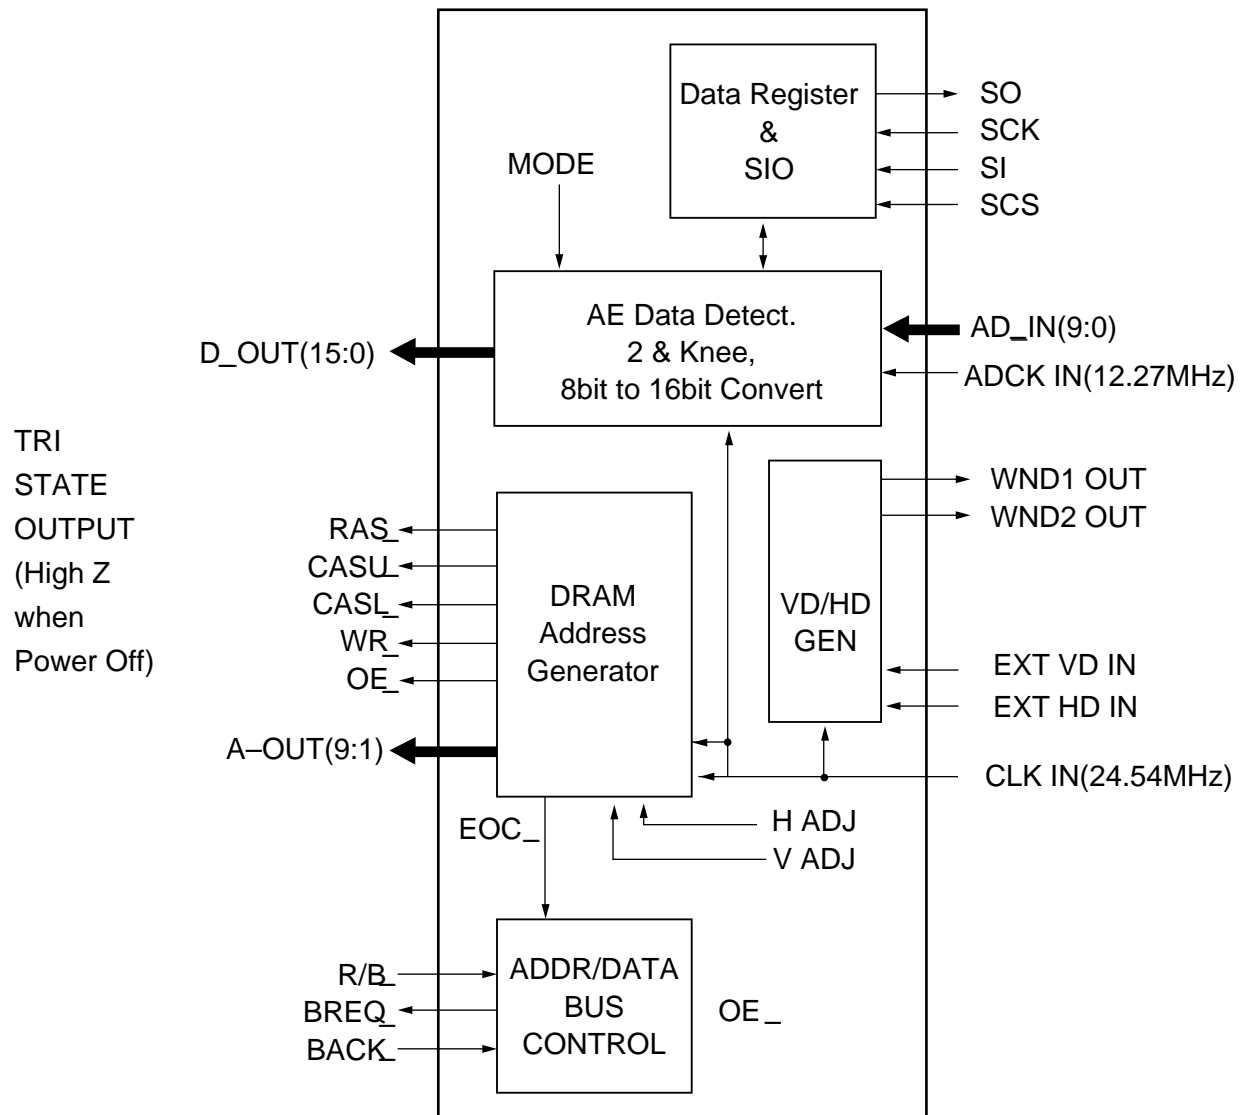 Data Register
&
SIO
SO
SCK
SI
SCS
MODE
AE Data Detect.
2 & Knee,
8bit to 16bit Convert
D_OUT(15:0)
AD_IN(9:0)
ADCK IN(12.27MHz)
TRI
STATE
OUTPUT
(High Z
when
Power Off)
RAS_
CASU_
CASL_
WR_
OE_
A–OUT(9:1)
DRAM
Address
Generator
VD/HD
GEN
WND1 OUT
WND2 OUT
EXT VD IN
EXT HD IN
CLK IN(24.54MHz)
H ADJ
V ADJ
EOC_
R/B_
BREQ_
BACK_
ADDR/DATA
BUS
CONTROL
OE_